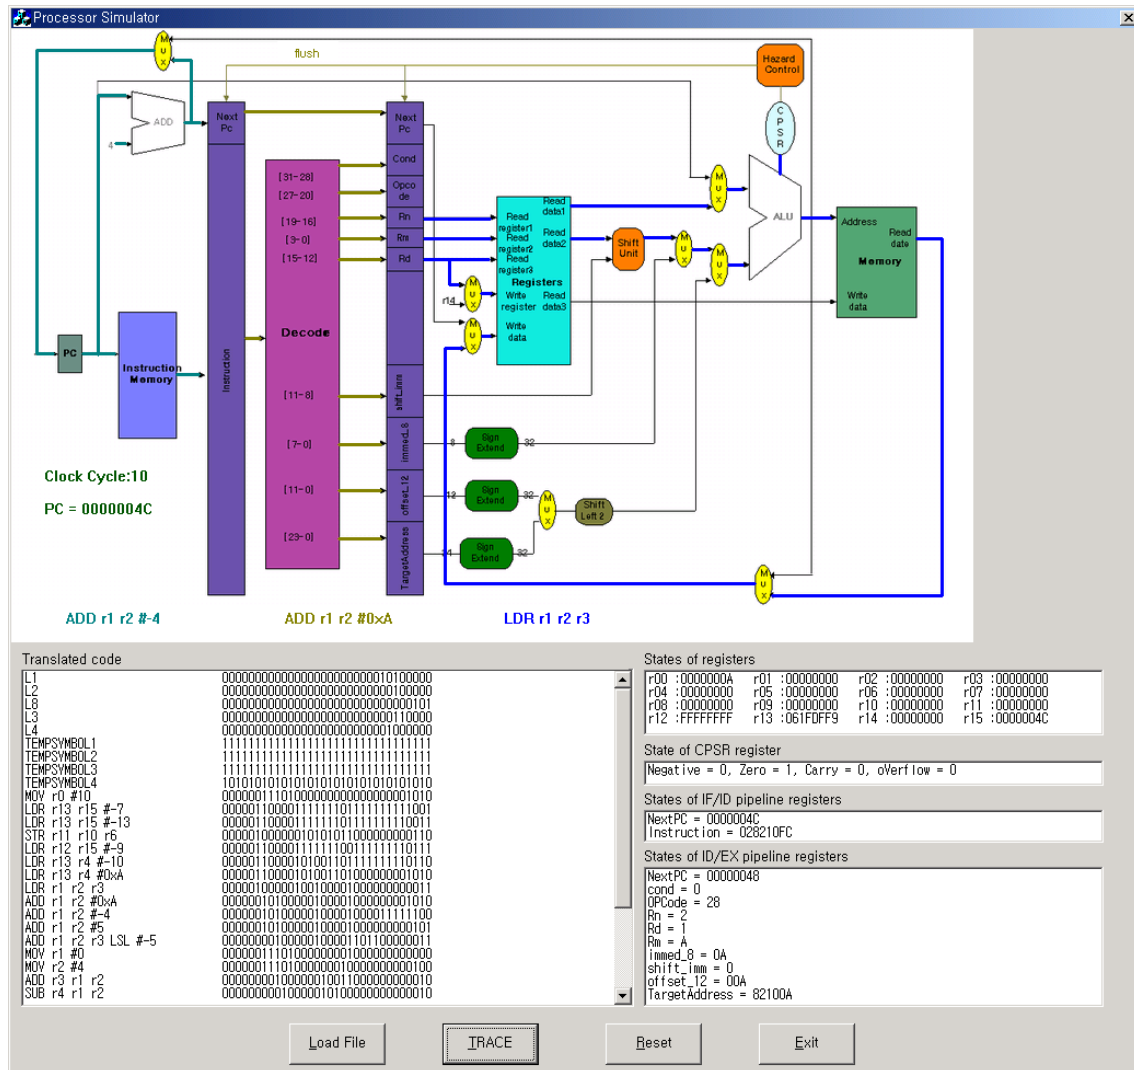 Processor Simulator
flush
Mux
Hazard
Control
CPSR
ADD
4
Next
Pc
Next
Pc
Cond
Opco
de
Rn
Rm
Rd
shift_imm
immed_8
offset_12
TargetAddress
Instruction
[31-28]
[27-20]
[19-16]
[3-0]
[15-12]
Decode
[11-8]
[7-0]
[11-0]
[23-0]
PC
Instruction
Memory
Read
register1
Read
register2
Read
register3
Registers
Write
register
Write
data
Read
data1
Read
data2
Read
data3
r14
Mux
Mux
Shift
Unit
Mux
Mux
Mux
ALU
Address
Read
date
Memory
Write
data
8
Sign
Extend
32
12
Sign
Extend
32
24
Sign
Extend
32
Mux
Shift
Left 2
Mux
Clock Cycle:10
PC = 0000004C
ADD r1 r2 #-4
ADD r1 r2 #0xA
LDR r1 r2 r3
Translated code
L1 00000000000000000000000010100000
L2 00000000000000000000000000100000
L8 00000000000000000000000000000101
L3 00000000000000000000000000110000
L4 00000000000000000000000001000000
TEMPSYMBOL1 11111111111111111111111111111111
TEMPSYMBOL2 11111111111111111111111111111111
TEMPSYMBOL3 11111111111111111111111111111111
TEMPSYMBOL4 10101010101010101010101010101010
MOV r0 #10 00000011101000000000000000001010
LDR r13 r15 #-7 00000110000111111101111111111001
LDR r13 r15 #-13 00000110000111111101111111110011
STR r11 r10 r6 00000100000010101011000000000110
LDR r12 r15 #-9 00000110000111111100111111110111
LDR r13 r4 #-10 00000110000101001101111111110110
LDR r13 r4 #0xA 00000110000101001101000000001010
LDR r1 r2 r3 00000100000100100001000000000011
ADD r1 r2 #0xA 00000010100000100001000000001010
ADD r1 r2 #-4 00000010100000100001000011111100
ADD r1 r2 #5 00000010100000100001000000000101
ADD r1 r2 r3 LSL #-5 00000000100000100001101100000011
MOV r1 #0 00000011101000000001000000000000
MOV r2 #4 00000011101000000010000000000100
ADD r3 r1 r2 00000000100000010011000000000010
SUB r4 r1 r2 00000000010000010100000000000010
States of registers
r00 :0000000A r01 :00000000 r02 :00000000 r03 :00000000
r04 :00000000 r05 :00000000 r06 :00000000 r07 :00000000
r08 :00000000 r09 :00000000 r10 :00000000 r11 :00000000
r12 :FFFFFFFF r13 :061FDFF9 r14 :00000000 r15 :0000004C
State of CPSR register
Negative = 0, Zero = 1, Carry = 0, oVerflow = 0
States of IF/ID pipeline registers
NextPC = 0000004C
Instruction = 028210FC
States of ID/EX pipeline registers
NextPC = 00000048
cond = 0
OPCode = 28
Rn = 2
Rd = 1
Rm = A
immed_8 = 0A
shift_imm = 0
offset_12 = 00A
TargetAddress = 82100A
Load File
TRACE
Reset
Exit